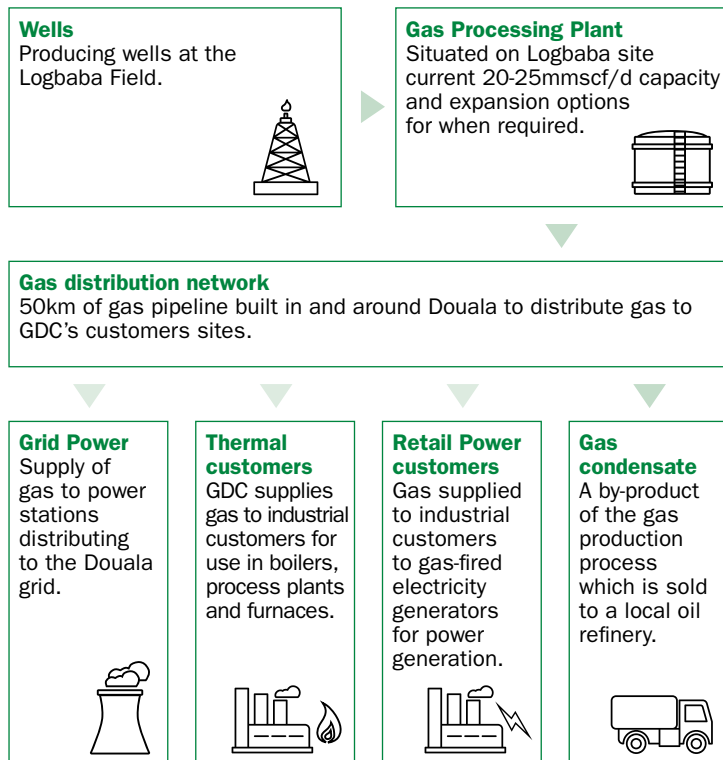 Wells
Producing wells at the
Logbaba Field.
Gas Processing Plant
Situated on Logbaba site
current 20-25mmscf/d capacity
and expansion options
for when required.
Gas distribution network
50km of gas pipeline built in and around Douala to distribute gas to
GDC’s customers sites.
Grid Power
Supply of
gas to power
stations
distributing
to the Douala
grid.
Thermal
customers
GDC supplies
gas to industrial
customers for
use in boilers,
process plants
and furnaces.
Retail Power
customers
Gas supplied
to industrial
customers
to gas-fired
electricity
generators
for power
generation.
Gas
condensate
A by-product
of the gas
production
process
which is sold
to a local oil
refinery.